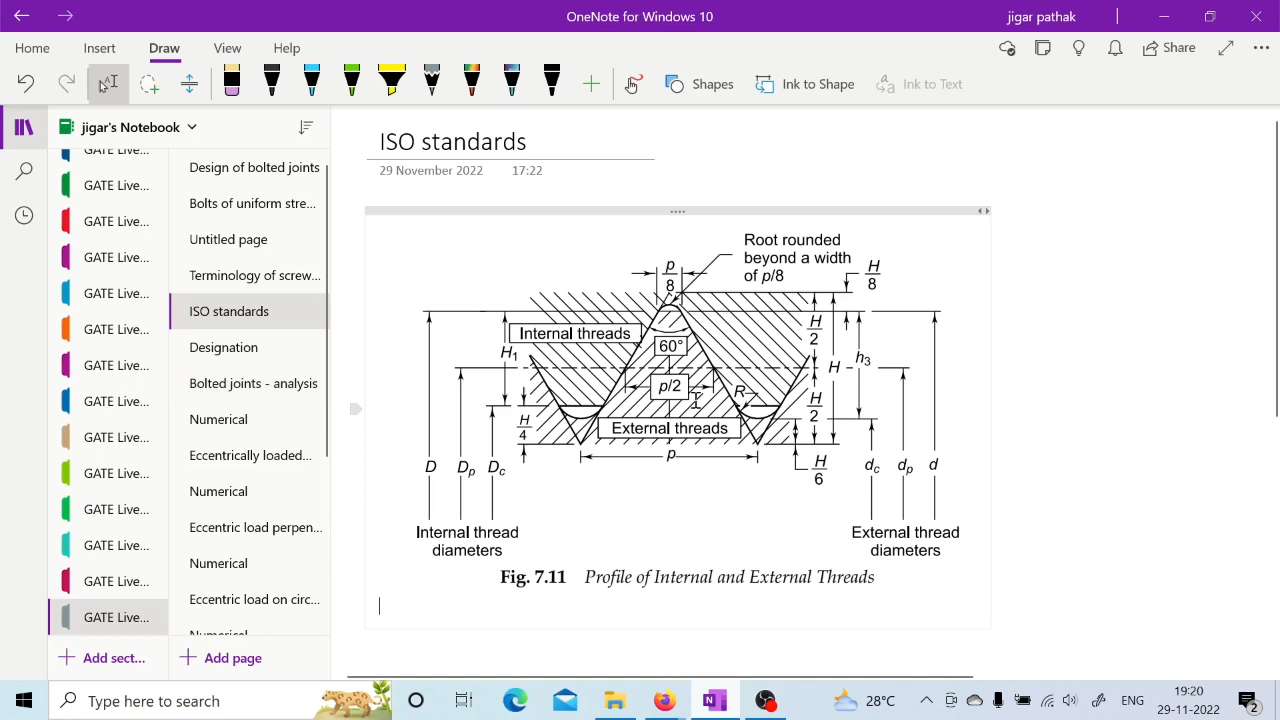 OneNote for Windows 10
jigar pathak
Home
Insert
Draw
View
Help
Share
Shapes
Ink to Shape
Ink to Text
jigar's Notebook
GATE Live...
GATE Live...
GATE Live...
GATE Live...
GATE Live...
GATE Live...
GATE Live...
GATE Live...
GATE Live...
GATE Live...
GATE Live...
GATE Live...
GATE Live...
GATE Live...
Add sect...
Design of bolted joints
Bolts of uniform stre...
Untitled page
Terminology of screw...
ISO standards
Designation
Bolted joints - analysis
Numerical
Eccentrically loaded...
Numerical
Eccentric load perpen...
Numerical
Eccentric load on circ...
Numerical
Add page
ISO standards
29 November 2022 17:22
Root rounded
beyond a width
of p/8
p
8
H
8
Internal threads
H1
60°
H
2
H
h3
p/2
R
H
2
H
4
External threads
p
H
6
D
Dp
Dc
dc
dp
d
Internal thread
diameters
External thread
diameters
Fig. 7.11 Profile of Internal and External Threads
Type here to search
28°C
ENG
19:20
29-11-2022
2